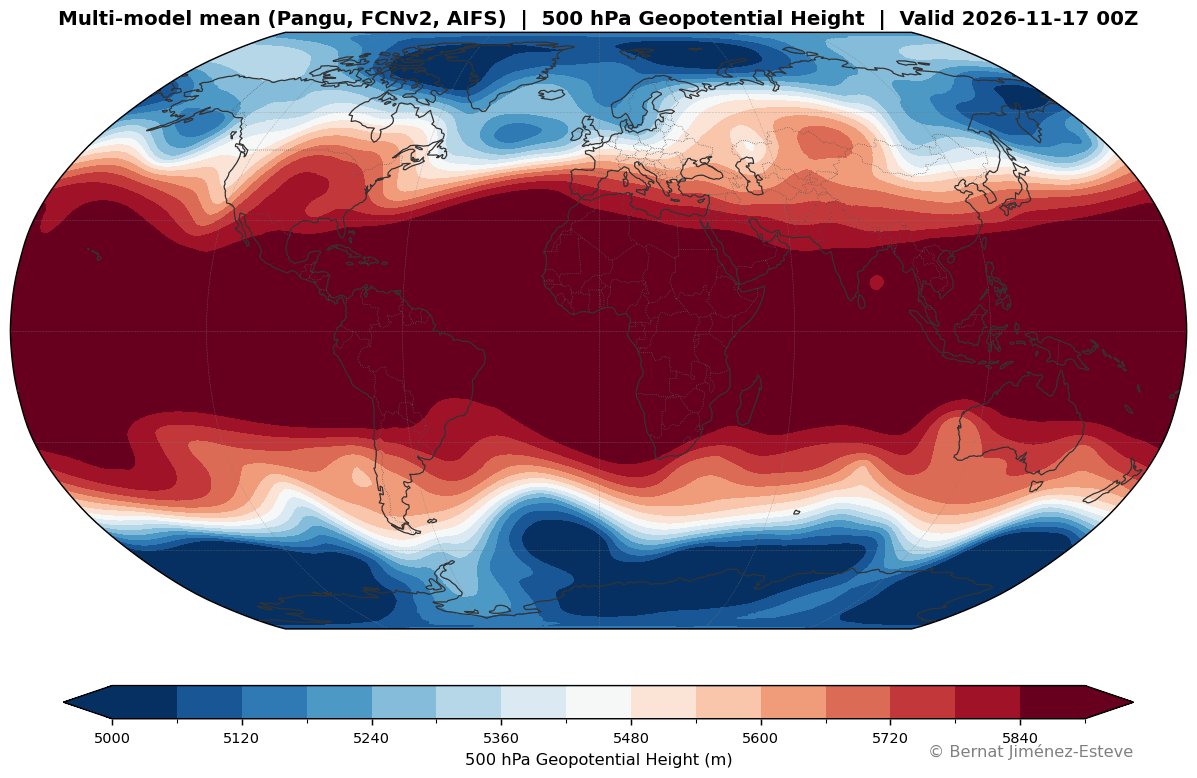 Multi-model mean (Pangu, FCNv2, AIFS) | 500 hPa Geopotential Height | Valid 2026-11-17 00Z
5000 5120 5240 5360 5480 5600 5720 5840
500 hPa Geopotential Height (m)
© Bernat Jiménez-Esteve